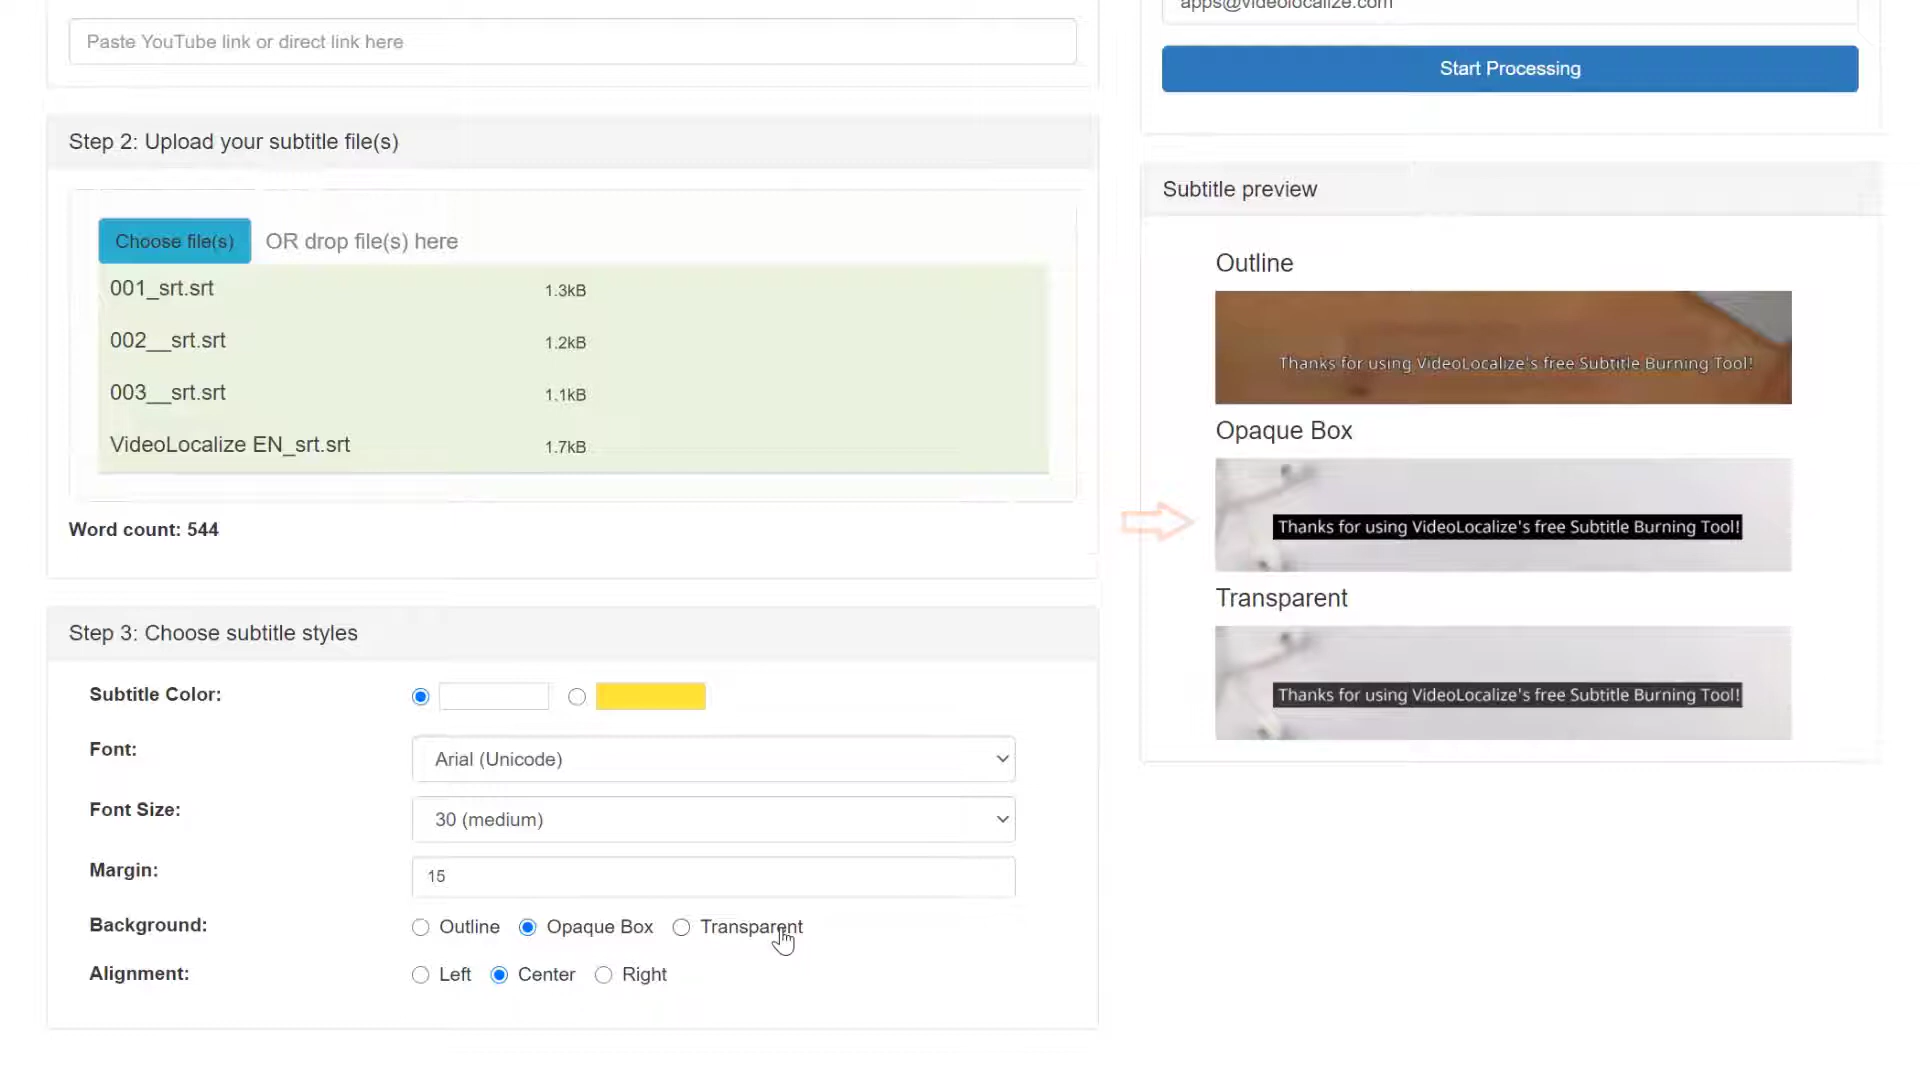 Paste YouTube link or direct link here
apps@videolocalize.com
Start Processing
Step 2: Upload your subtitle file(s)
Choose file(s) OR drop file(s) here
001_srt.srt 1.3kB
002__srt.srt 1.2kB
003__srt.srt 1.1kB
VideoLocalize EN_srt.srt 1.7kB
Word count: 544
Step 3: Choose subtitle styles
Subtitle Color:
Font: Arial (Unicode)
Font Size: 30 (medium)
Margin: 15
Background: Outline Opaque Box Transparent
Alignment: Left Center Right
Subtitle preview
Outline
Thanks for using VideoLocalize's free Subtitle Burning Tool!
Opaque Box
Thanks for using VideoLocalize's free Subtitle Burning Tool!
Transparent
Thanks for using VideoLocalize's free Subtitle Burning Tool!